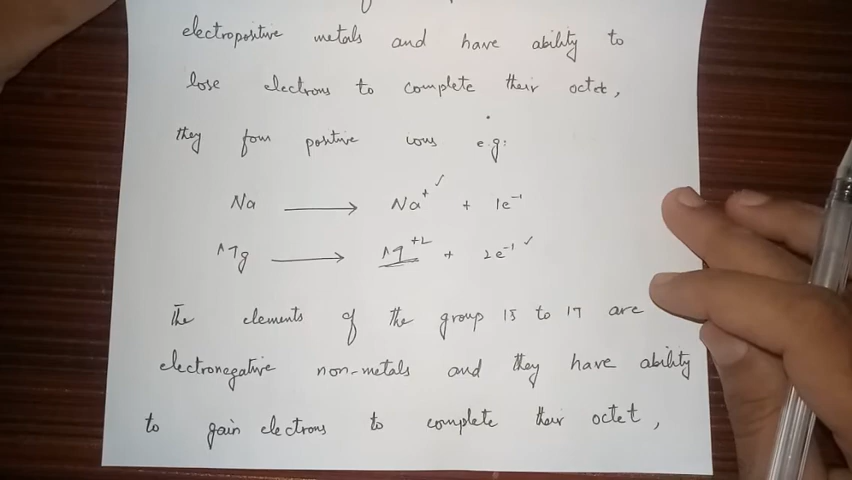 electropositive metals and have ability to
lose electrons to complete their octet,
they form positive ions e.g:
Na → Na⁺ ✓ + 1e⁻¹
Mg → Mg⁺² + 2e⁻¹ ✓
The elements of the group 15 to 17 are
electronegative non-metals and they have ability
to gain electrons to complete their octet,